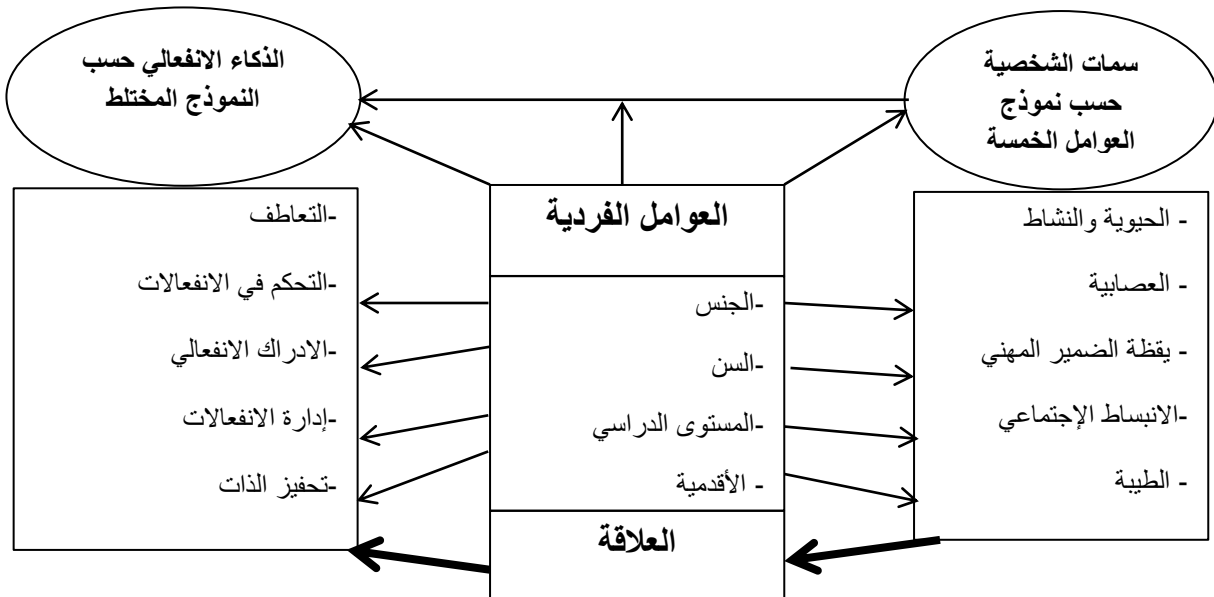 سمات الشخصية
حسب نموذج
العوامل الخمسة
- الحيوية والنشاط
- العصابية
- يقظة الضمير المهني
-الانبساط الإجتماعي
- الطيبة
العوامل الفردية
-الجنس
-السن
-المستوى الدراسي
- الأقدمية
العلاقة
الذكاء الانفعالي حسب
النموذج المختلط
-التعاطف
-التحكم في الانفعالات
-الادراك الانفعالي
-إدارة الانفعالات
-تحفيز الذات